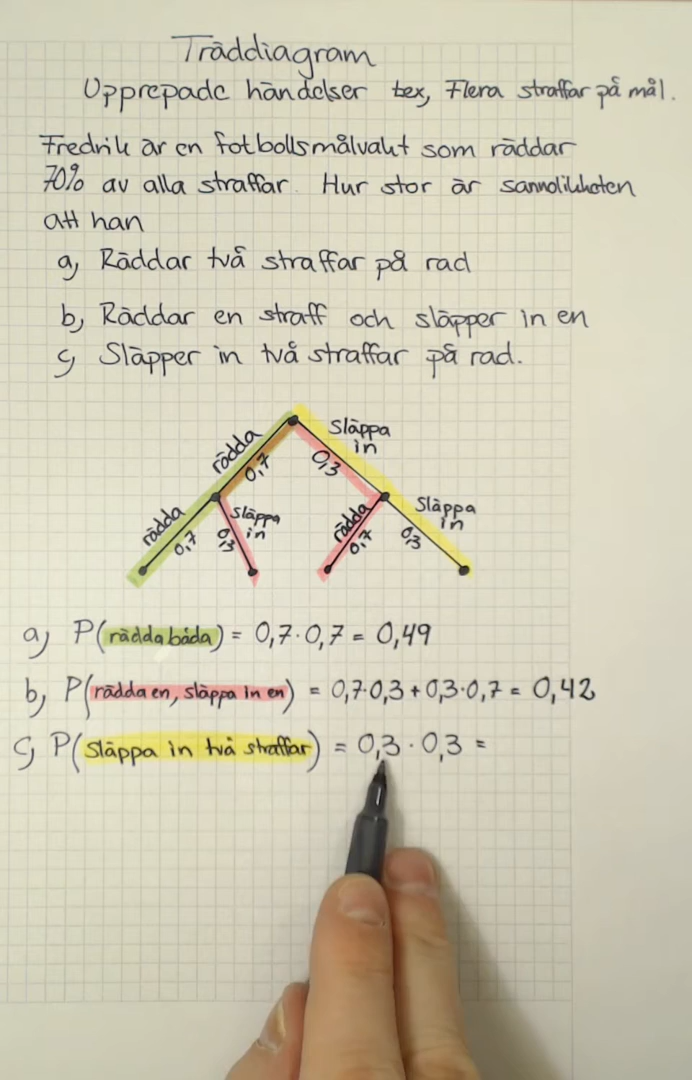 Träddiagram
Upprepade händelser tex, Flera straffar på mål.
Fredrik är en fotbollsmålvakt som räddar
70% av alla straffar. Hur stor är sannolikheten
att han
a, Räddar två straffar på rad
b, Räddar en straff och släpper in en
c, Släpper in två straffar på rad.
rädda
0,7
Släppa
in
0,3
rädda
0,7
Släppa
in
0,3
rädda
0,7
Släppa
in
0,3
a) P(rädda båda) = 0,7·0,7 = 0,49
b) P(rädda en, släppa in en) = 0,7·0,3 + 0,3·0,7 = 0,42
c) P(Släppa in två straffar) = 0,3 · 0,3 =